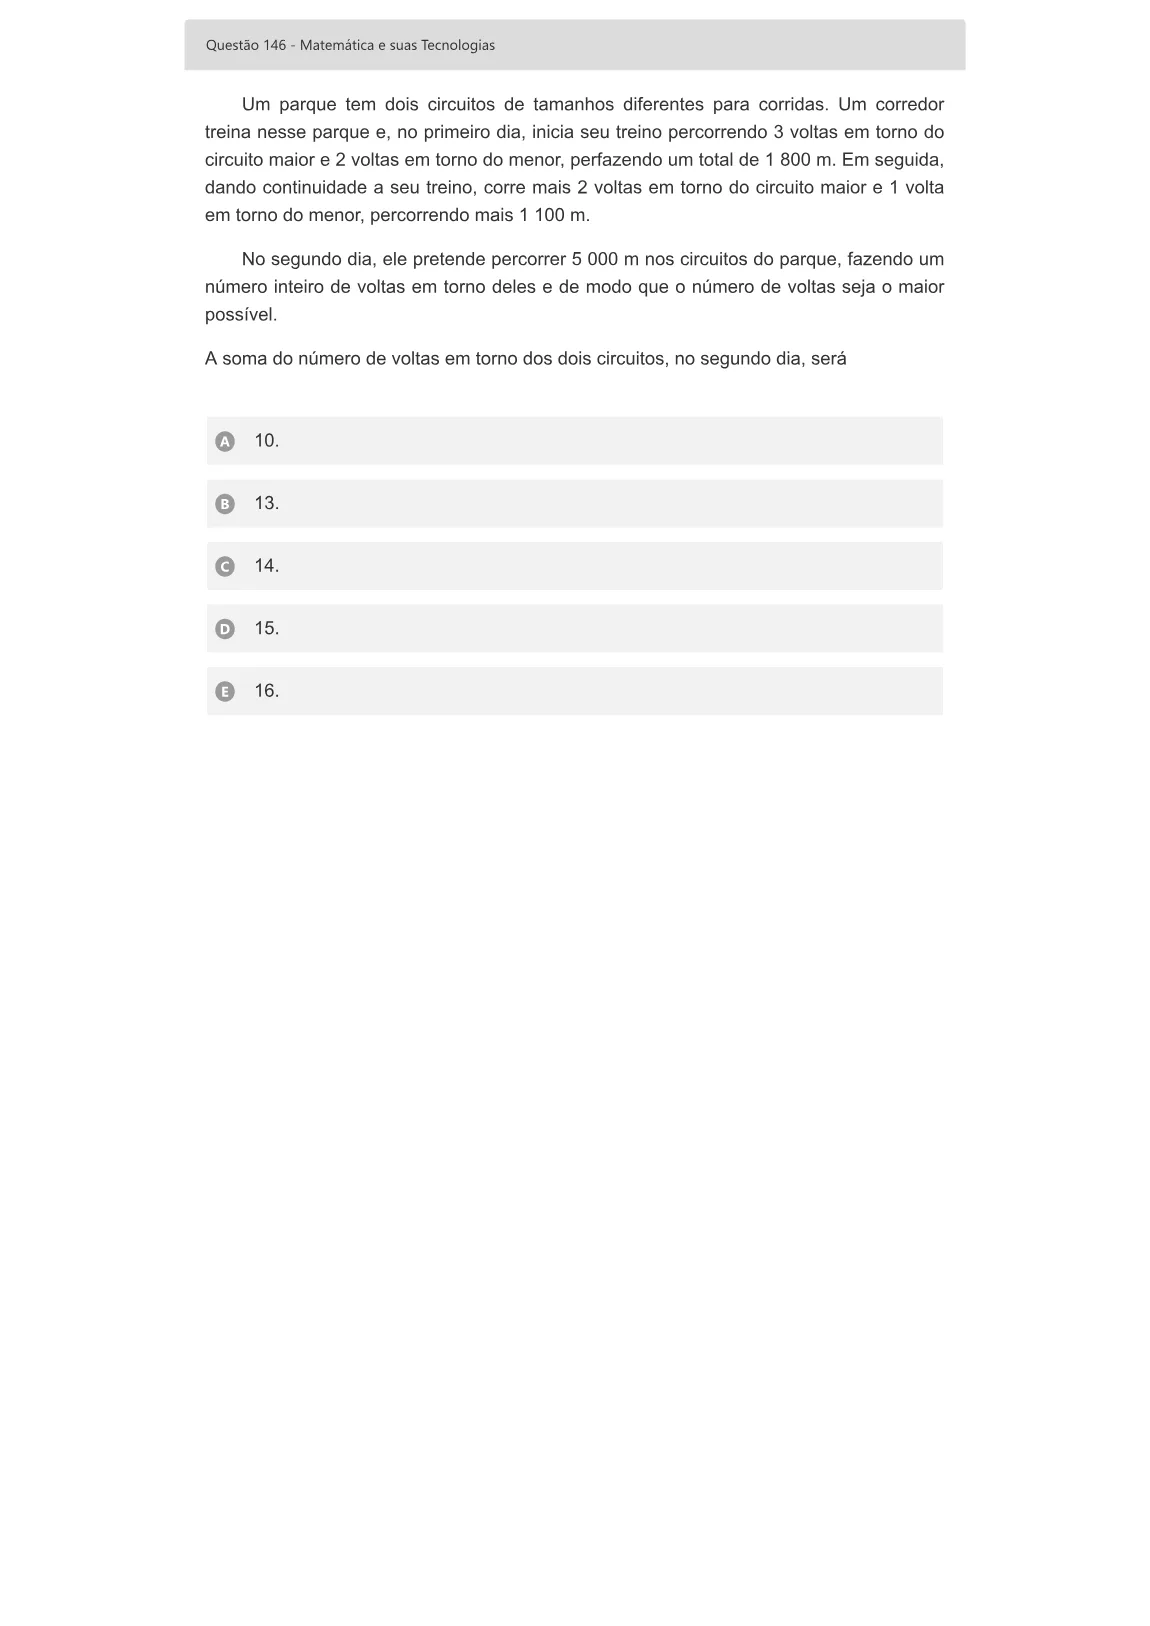 Questão 146 - Matemática e suas Tecnologias
Um parque tem dois circuitos de tamanhos diferentes para corridas. Um corredor
treina nesse parque e, no primeiro dia, inicia seu treino percorrendo 3 voltas em torno do
circuito maior e 2 voltas em torno do menor, perfazendo um total de 1 800 m. Em seguida,
dando continuidade a seu treino, corre mais 2 voltas em torno do circuito maior e 1 volta
em torno do menor, percorrendo mais 1 100 m.
No segundo dia, ele pretende percorrer 5 000 m nos circuitos do parque, fazendo um
número inteiro de voltas em torno deles e de modo que o número de voltas seja o maior
possível.
A soma do número de voltas em torno dos dois circuitos, no segundo dia, será
A 10.
B 13.
C 14.
D 15.
E 16.